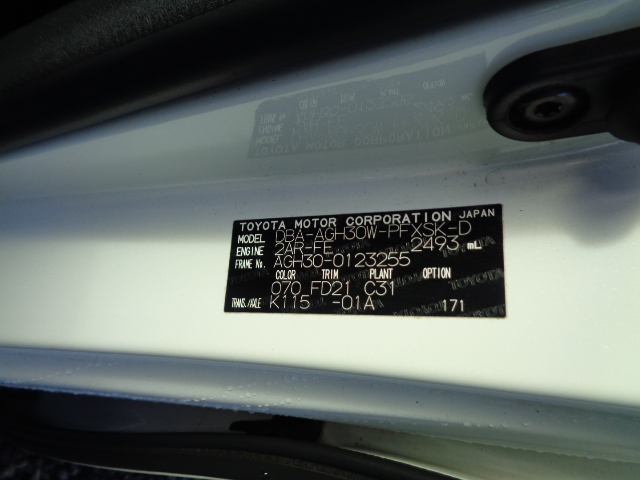 TOYOTA MOTOR CORPORATION JAPAN
MODEL DBA-AGH30W-PFXSK-D
ENGINE 2AR-FE 2493 mL
FRAME No. AGH30-0123255
COLOR TRIM PLANT OPTION
070 FD21 C31
TRANS./AXLE K115 -01A 171